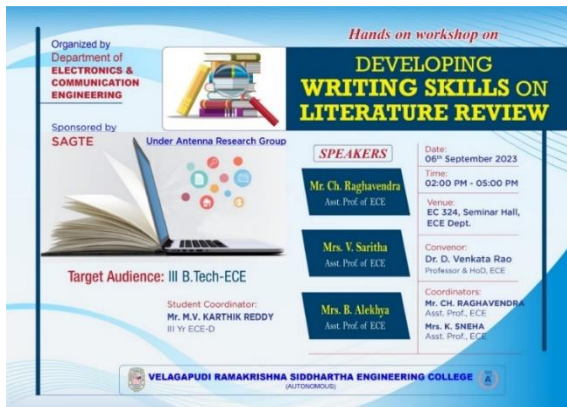 Organized by
Department of
ELECTRONICS &
COMMUNICATION
ENGINEERING
Sponsored by
SAGTE
Under Antenna Research Group
Hands on workshop on
DEVELOPING
WRITING SKILLS ON
LITERATURE REVIEW
SPEAKERS
Mr. Ch. Raghavendra
Asst. Prof. of ECE
Mrs. V. Saritha
Asst. Prof. of ECE
Mrs. B. Alekhya
Asst. Prof. of ECE
Date:
06th September 2023
Time:
02:00 PM - 05:00 PM
Venue:
EC 324, Seminar Hall,
ECE Dept.
Convenor:
Dr. D. Venkata Rao
Professor & HoD, ECE
Coordinators:
Mr. CH. RAGHAVENDRA
Asst. Prof., ECE
Mrs. K. SNEHA
Asst. Prof., ECE
Target Audience: III B.Tech-ECE
Student Coordinator:
Mr. M.V. KARTHIK REDDY
III Yr ECE-D
VELAGAPUDI RAMAKRISHNA SIDDHARTHA ENGINEERING COLLEGE
(AUTONOMOUS)